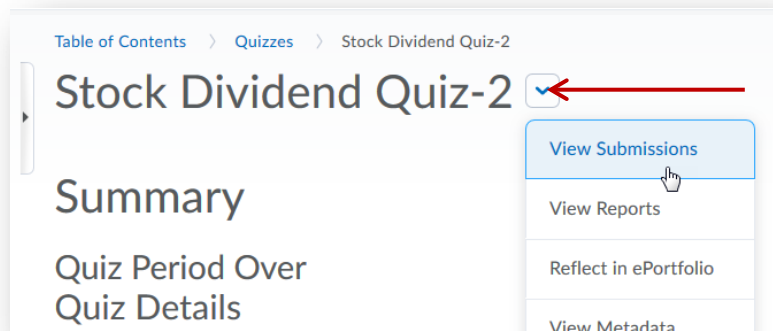 Table of Contents > Quizzes > Stock Dividend Quiz-2
Stock Dividend Quiz-2
View Submissions
Summary
View Reports
Quiz Period Over
Reflect in ePortfolio
Quiz Details
View Metadata